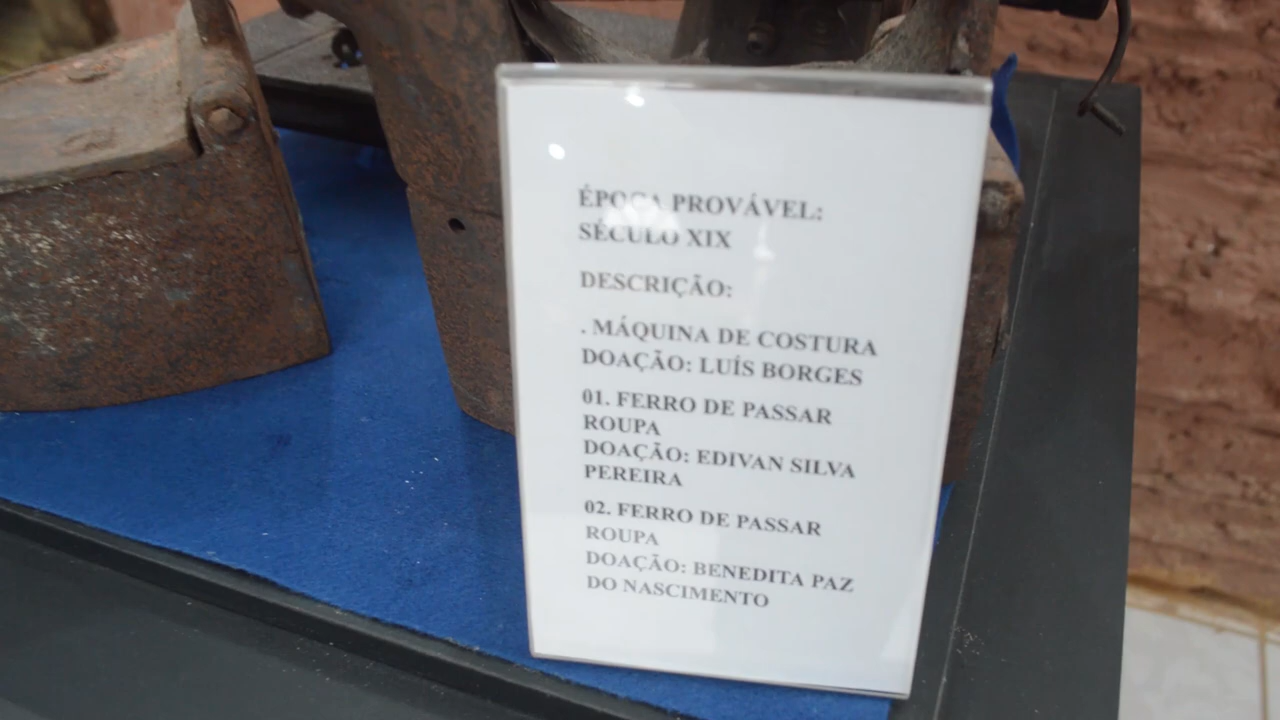 ÉPOCA PROVÁVEL:
SÉCULO XIX
DESCRIÇÃO:
. MÁQUINA DE COSTURA
DOAÇÃO: LUÍS BORGES
01. FERRO DE PASSAR
ROUPA
DOAÇÃO: EDIVAN SILVA
PEREIRA
02. FERRO DE PASSAR
ROUPA
DOAÇÃO: BENEDITA PAZ
DO NASCIMENTO